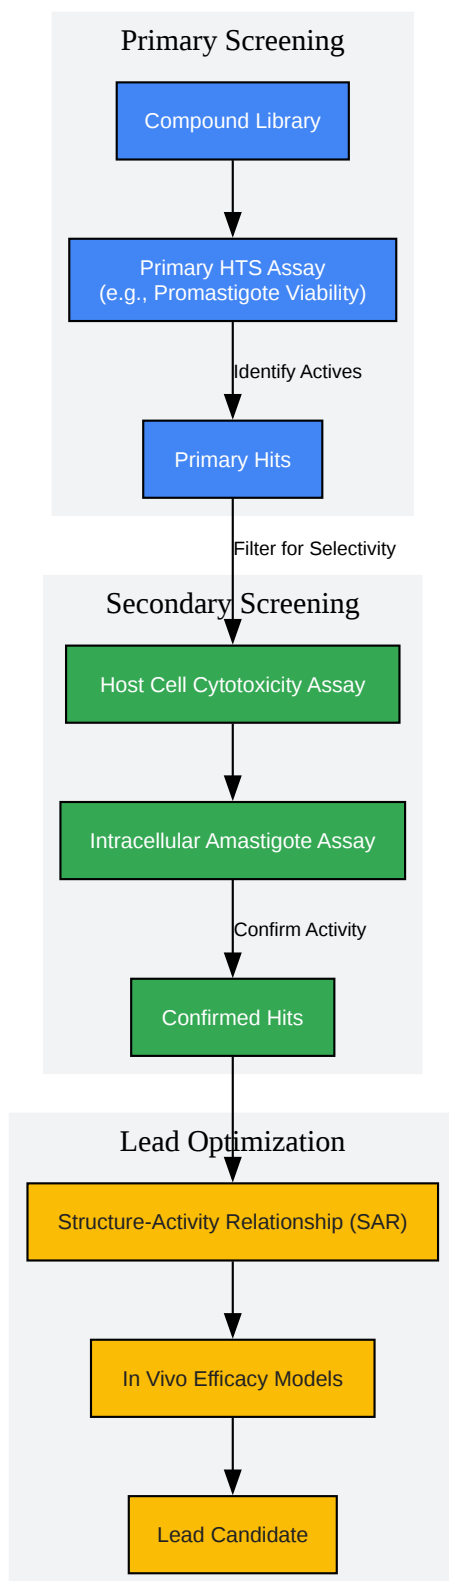 Primary Screening
Compound Library
Primary HTS Assay
(e.g., Promastigote Viability)
Identify Actives
Primary Hits
Filter for Selectivity
Secondary Screening
Host Cell Cytotoxicity Assay
Intracellular Amastigote Assay
Confirm Activity
Confirmed Hits
Lead Optimization
Structure-Activity Relationship (SAR)
In Vivo Efficacy Models
Lead Candidate